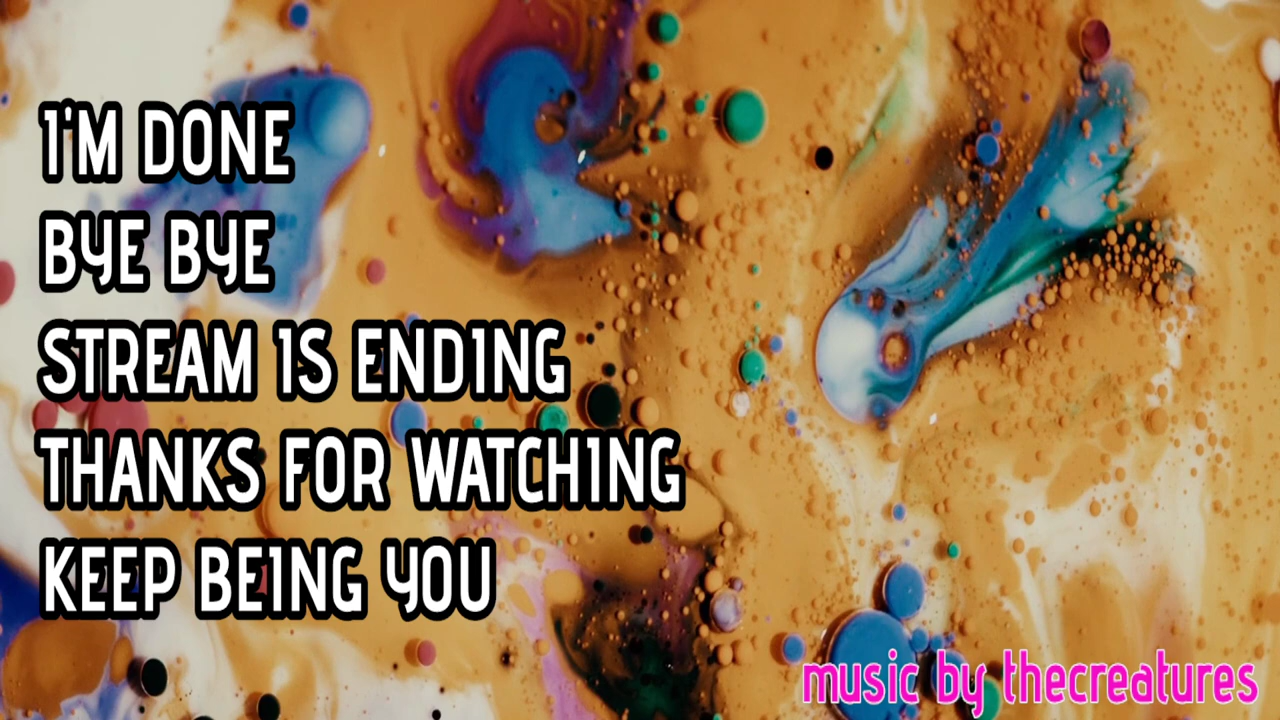 I'M DONE
BYE BYE
STREAM IS ENDING
THANKS FOR WATCHING
KEEP BEING YOU
music by thecreatures